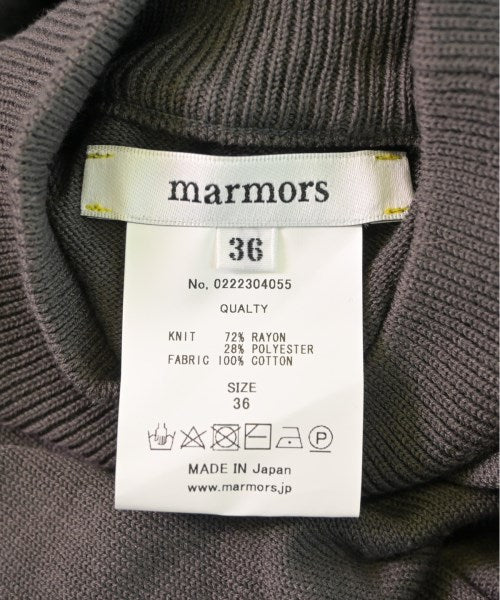 marmors
36
No, 0222304055
QUALTY
KNIT 72% RAYON
28% POLYESTER
FABRIC 100% COTTON
SIZE
36
P
MADE IN Japan
www.marmors.jp